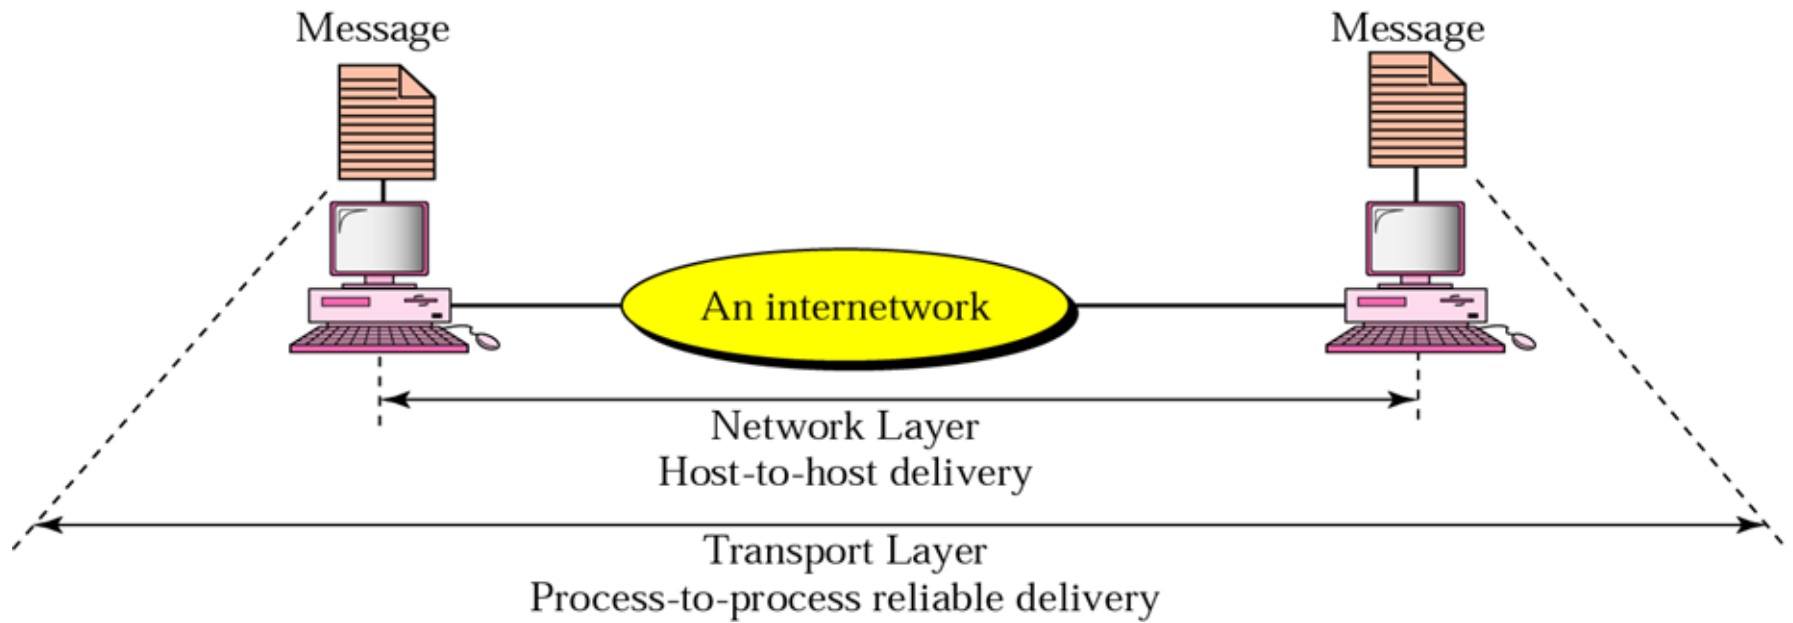 Message
Message
An internetwork
Network Layer
Host-to-host delivery
Transport Layer
Process-to-process reliable delivery